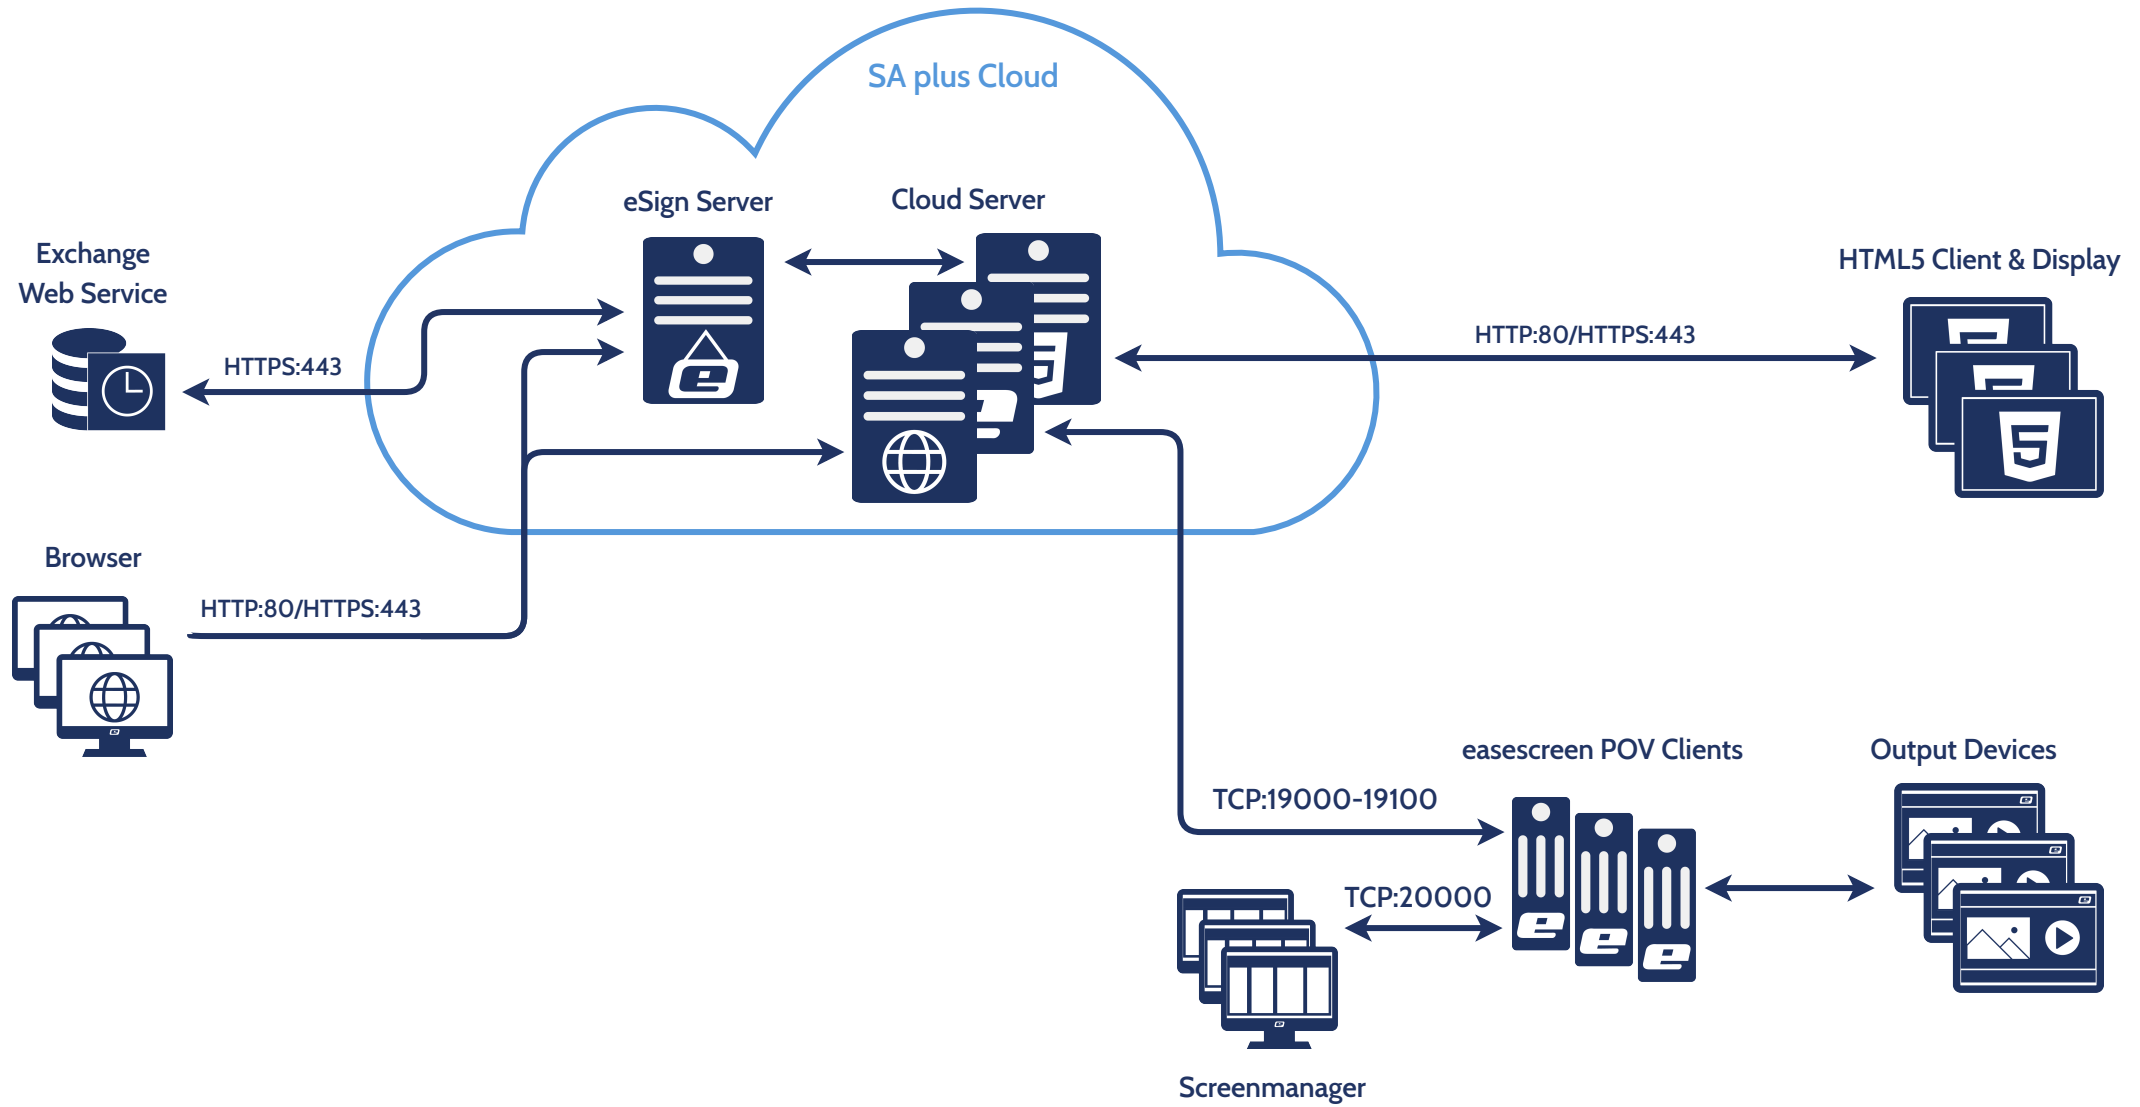 SA plus Cloud
eSign Server
Cloud Server
Exchange
Web Service
HTTPS:443
HTML5 Client & Display
HTTP:80/HTTPS:443
Browser
HTTP:80/HTTPS:443
easescreen POV Clients
Output Devices
TCP:19000-19100
TCP:20000
Screenmanager